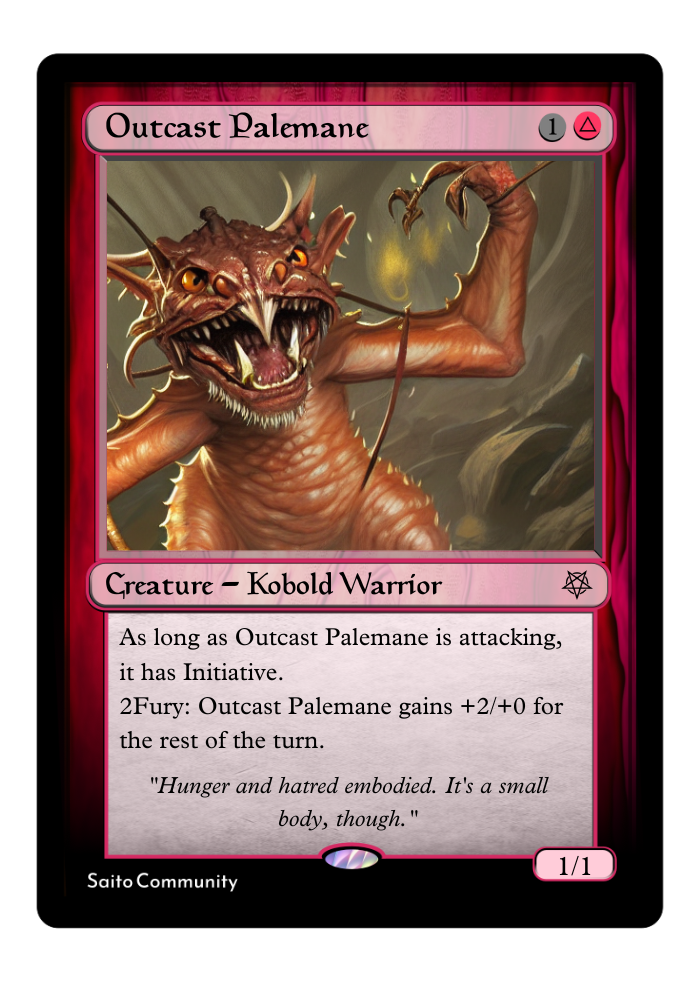 Outcast Palemane
1
Creature – Kobold Warrior
As long as Outcast Palemane is attacking,
it has Initiative.
2Fury: Outcast Palemane gains +2/+0 for
the rest of the turn.
"Hunger and hatred embodied. It's a small
body, though."
1/1
Saito Community